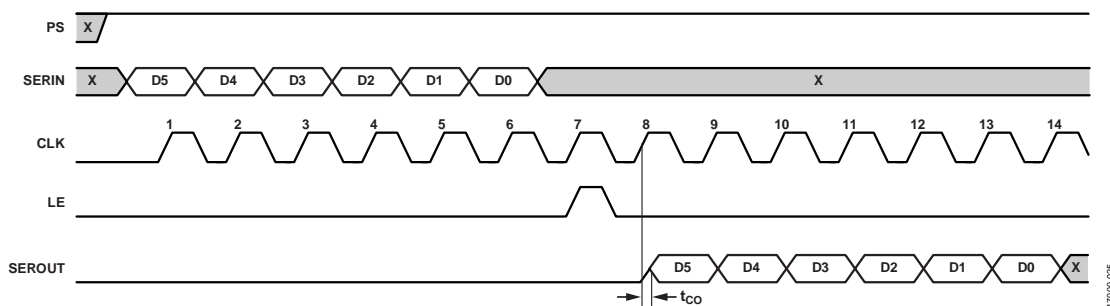 PS X
SERIN X D5 D4 D3 D2 D1 D0 X
1 2 3 4 5 6 7 8 9 10 11 12 13 14
CLK
LE
SEROUT D5 D4 D3 D2 D1 D0 X
tCO